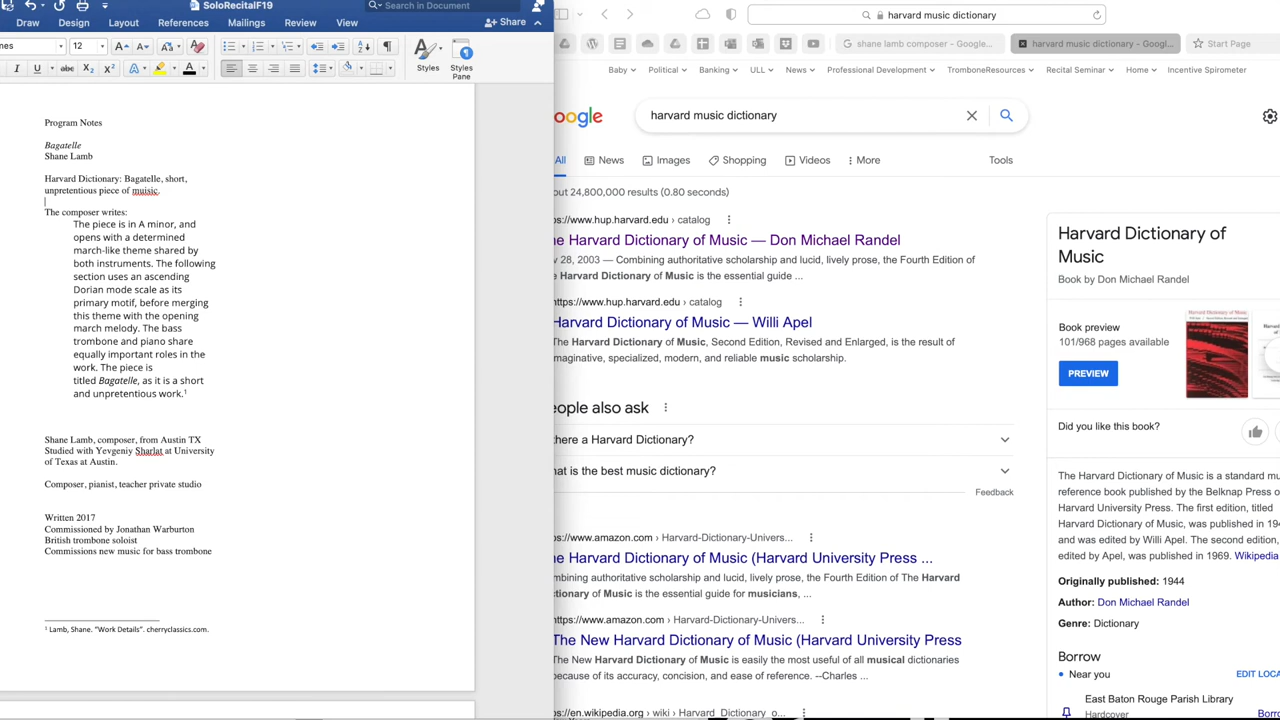 SoloRecitalF19
Search in Document
Design
Layout
References
Mailings
Review
View
Share
mes
12
Styles
Styles
Pane
Program Notes
Bagatelle
Shane Lamb
Harvard Dictionary: Bagatelle, short,
unpretentious piece of muisic.
The composer writes:
The piece is in A minor, and
opens with a determined
march-like theme shared by
both instruments. The following
section uses an ascending
Dorian mode scale as its
primary motif, before merging
this theme with the opening
march melody. The bass
trombone and piano share
equally important roles in the
work. The piece is
titled Bagatelle, as it is a short
and unpretentious work.1
Shane Lamb, composer, from Austin TX
Studied with Yevgeniy Sharlat at University
of Texas at Austin.
Composer, pianist, teacher private studio
Written 2017
Commissioned by Jonathan Warburton
British trombone soloist
Commissions new music for bass trombone
1 Lamb, Shane. "Work Details". cherryclassics.com.
harvard music dictionary
shane lamb composer - Googl...
harvard music dictionary - Googl...
Start Page
Baby
Political
Banking
ULL
News
Professional Development
TromboneResources
Recital Seminar
Home
Incentive Spirometer
ogle
harvard music dictionary
All
News
Images
Shopping
Videos
More
Tools
out 24,800,000 results (0.80 seconds)
ps://www.hup.harvard.edu › catalog
e Harvard Dictionary of Music — Don Michael Randel
v 28, 2003 — Combining authoritative scholarship and lucid, lively prose, the Fourth Edition of
e Harvard Dictionary of Music is the essential guide ...
https://www.hup.harvard.edu › catalog
Harvard Dictionary of Music — Willi Apel
The Harvard Dictionary of Music, Second Edition, Revised and Enlarged, is the result of
maginative, specialized, modern, and reliable music scholarship.
eople also ask
here a Harvard Dictionary?
hat is the best music dictionary?
Feedback
ps://www.amazon.com › Harvard-Dictionary-Univers...
e Harvard Dictionary of Music (Harvard University Press ...
mbining authoritative scholarship and lucid, lively prose, the Fourth Edition of The Harvard
ctionary of Music is the essential guide for musicians, ...
https://www.amazon.com › Harvard-Dictionary-Univers...
The New Harvard Dictionary of Music (Harvard University Press
The New Harvard Dictionary of Music is easily the most useful of all musical dictionaries
because of its accuracy, concision, and ease of reference. --Charles ...
ps://en.wikipedia.org › wiki › Harvard_Dictionary_o...
Harvard Dictionary of
Music
Book by Don Michael Randel
Book preview
101/968 pages available
PREVIEW
Did you like this book?
The Harvard Dictionary of Music is a standard mu
reference book published by the Belknap Press o
Harvard University Press. The first edition, titled
Harvard Dictionary of Music, was published in 194
and was edited by Willi Apel. The second edition,
edited by Apel, was published in 1969. Wikipedia
Originally published: 1944
Author: Don Michael Randel
Genre: Dictionary
Borrow
Near you
EDIT LOCA
East Baton Rouge Parish Library
Hardcover
Borro